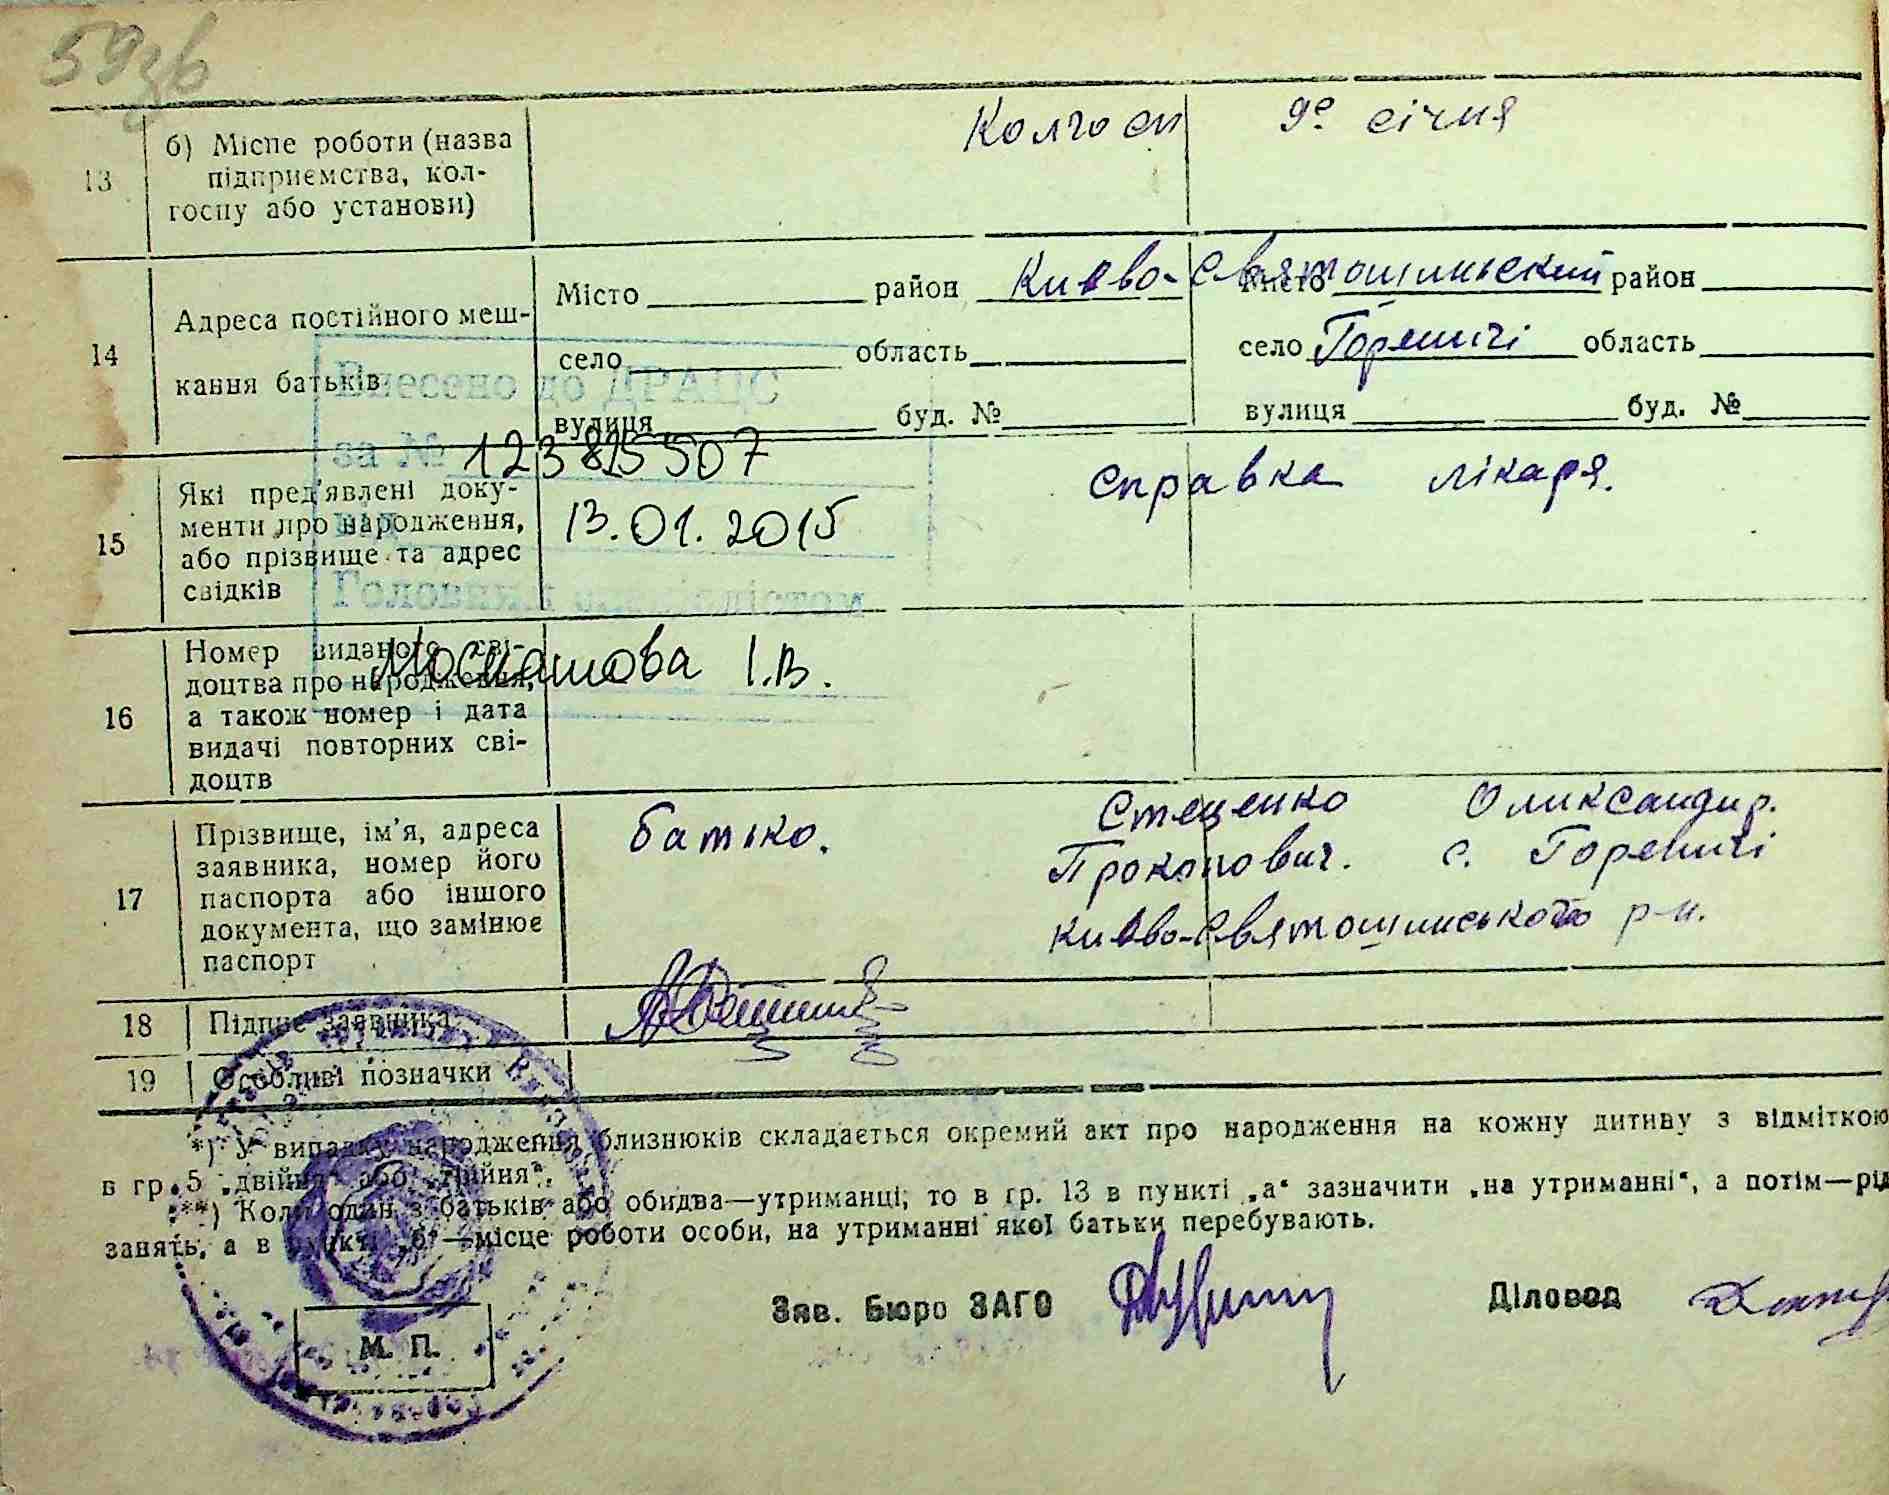 59зв
13 б) Місце роботи (назва
підприємства, кол-
госпу або установи)
Колгосп 9е січня
14 Адреса постійного меш-
кання батьків
Місто район Києво-Святошинський Місто район
село область село Гореничі область
вулиця буд. № вулиця буд. №
Внесено до ДРАЦС
за № 123815507
15 Які пред'явлені доку-
менти про народження,
або прізвище та адрес
свідків
13.01.2015
справка лікаря.
Головним спеціалістом
16 Номер виданого сві-
доцтва про народження,
а також номер і дата
видачі повторних сві-
доцтв
І.В.
17 Прізвище, ім'я, адреса
заявника, номер його
паспорта або іншого
документа, що замінює
паспорт
батько.
Стеценко Оликсандр.
Прокопович. с. Гореничі
Києво-Святошинського р-н.
18 Підпис заявника
19 Особливі позначки
*) У випадку народження близнюків складається окремий акт про народження на кожну дитину з відміткою
в гр. 5 „двійня" або „трійня".
**) Коли один з батьків або обидва—утриманці, то в гр. 13 в пункті „а" зазначити „на утриманні", а потім—рід
занять, а в пункті „б"—місце роботи особи, на утриманні якої батьки перебувають.
Зав. Бюро ЗАГС Діловод
М. П.